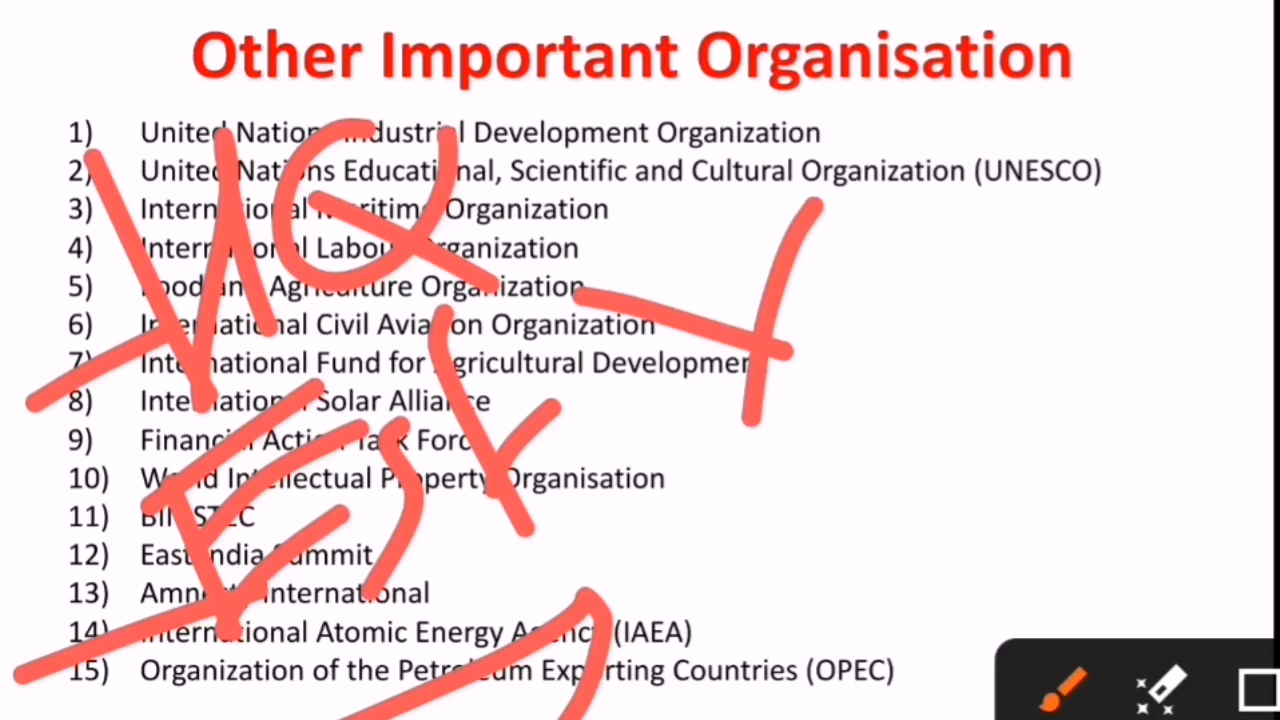 Other Important Organisation
1) United Nations Industrial Development Organization
2) United Nations Educational, Scientific and Cultural Organization (UNESCO)
3) International Maritime Organization
4) International Labour Organization
5) Food and Agriculture Organization
6) International Civil Aviation Organization
7) International Fund for Agricultural Development
8) International Solar Alliance
9) Financial Action Task Force
10) World Intellectual Property Organisation
11) BIMSTEC
12) East India Summit
13) Amnesty International
14) International Atomic Energy Agency (IAEA)
15) Organization of the Petroleum Exporting Countries (OPEC)